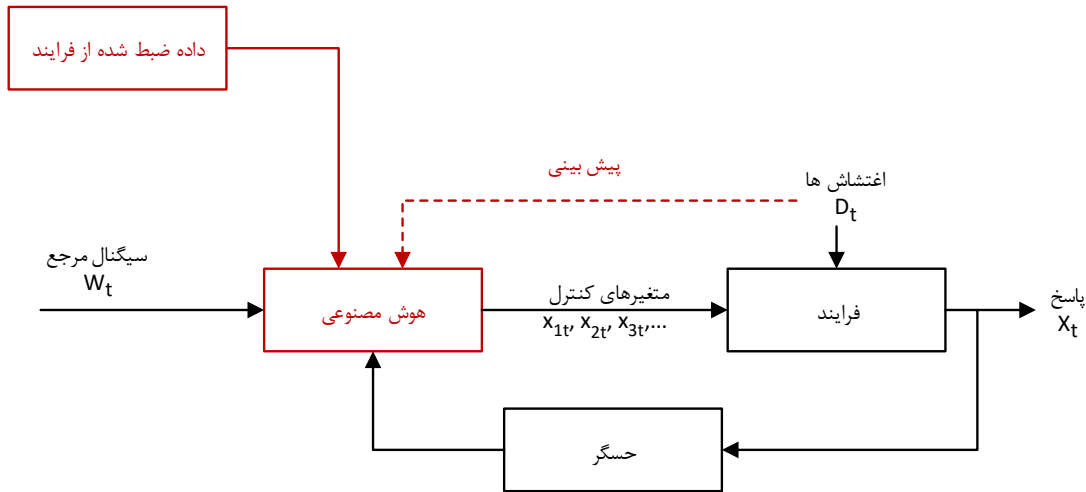 داده ضبط شده از فرایند
پیش بینی
اغتشاش ها
Dt
سیگنال مرجع
Wt
هوش مصنوعی
متغیرهای کنترل
x1t, x2t, x3t,...
فرایند
پاسخ
Xt
حسگر